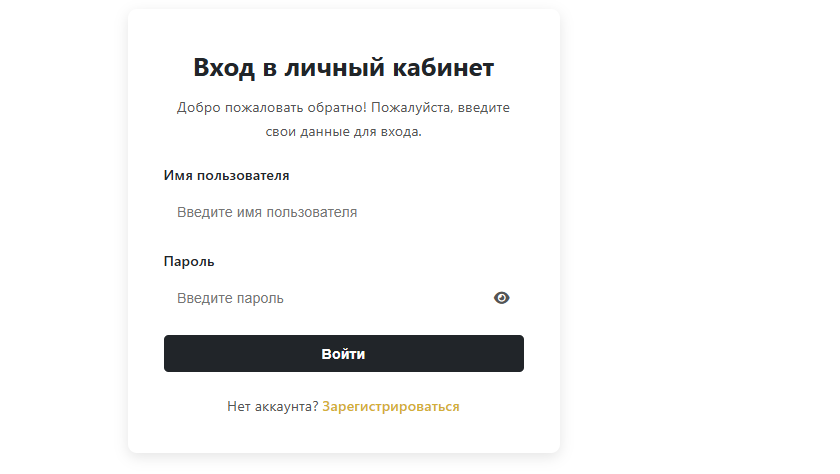 Вход в личный кабинет
Добро пожаловать обратно! Пожалуйста, введите
свои данные для входа.
Имя пользователя
Введите имя пользователя
Пароль
Введите пароль
Войти
Нет аккаунта? Зарегистрироваться